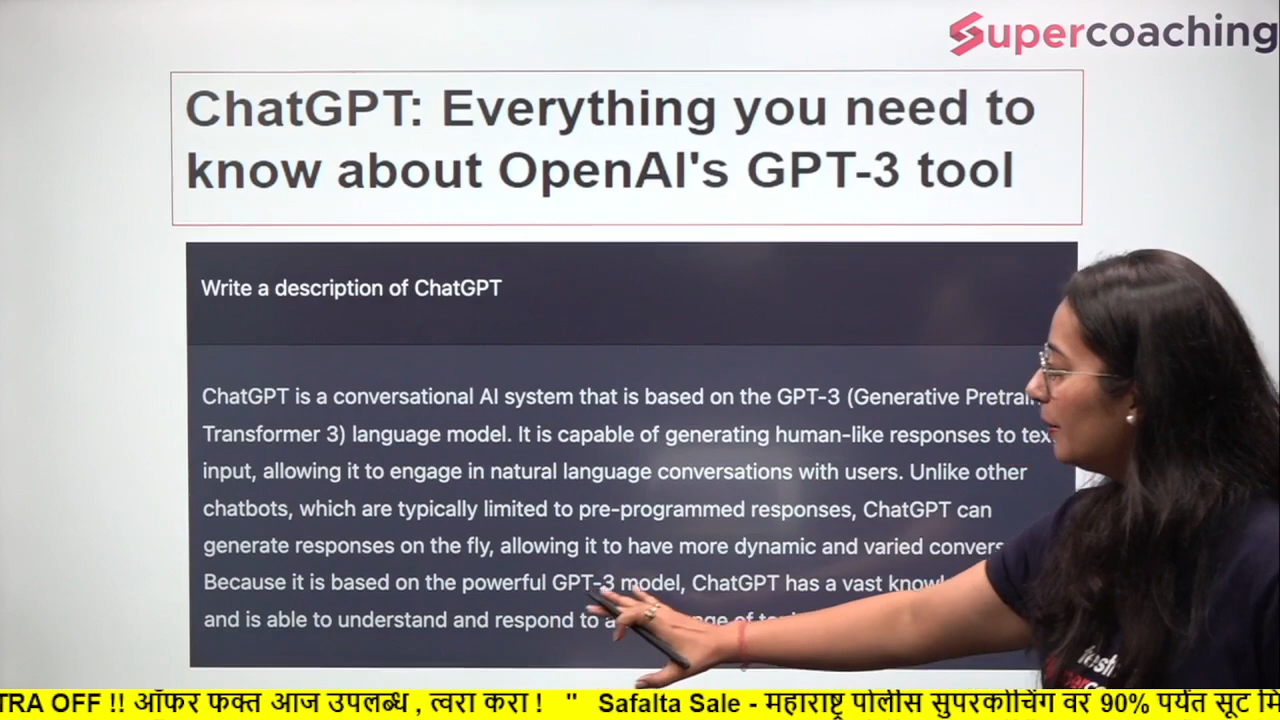 Supercoaching
ChatGPT: Everything you need to
know about OpenAI's GPT-3 tool
Write a description of ChatGPT
ChatGPT is a conversational AI system that is based on the GPT-3 (Generative
Transformer 3) language model. It is capable of generating human-like responses to
input, allowing it to engage in natural language conversations with users. Unlike other
chatbots, which are typically limited to pre-programmed responses, ChatGPT can
generate responses on the fly, allowing it to have more dynamic and varied
Because it is based on the powerful GPT-3 model, ChatGPT has a vast
and is able to understand and respond to a
TRA OFF !! ऑफर फक्त आज उपलब्ध , त्वरा करा ! " Safalta Sale - महाराष्ट्र पोलीस सुपरकोचिंग वर 90% पर्यंत सूट